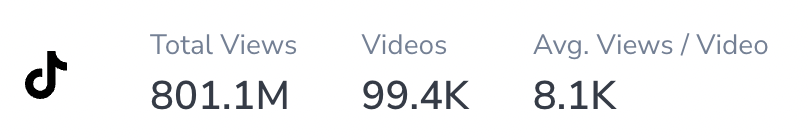 Total Views Videos Avg. Views / Video
801.1M 99.4K 8.1K